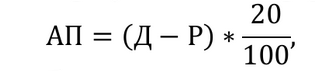 АП = (Д − Р) ∗ 20/100,